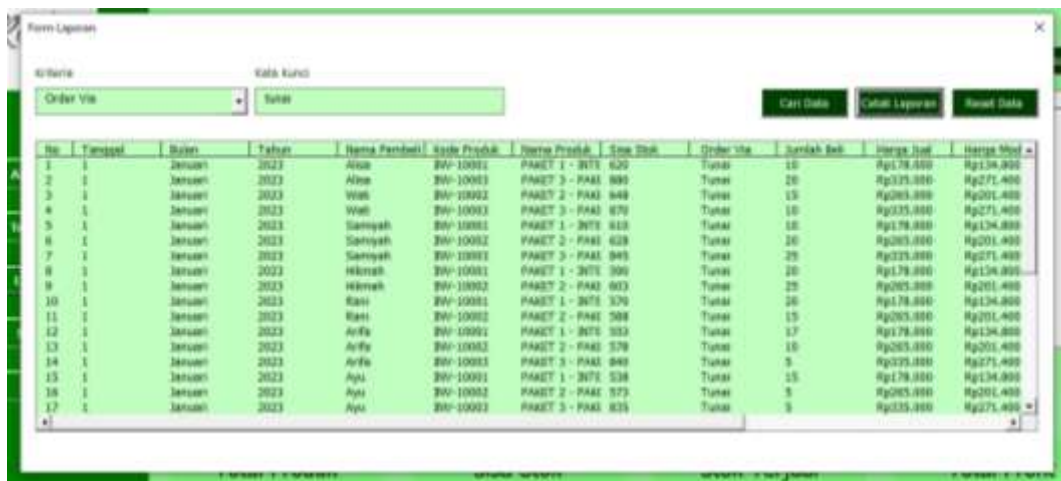 Form Laporan
Kriteria Kata Kunci
Order Via tunai Cari Data Cetak Laporan Reset Data
No Tanggal Bulan Tahun Nama Pembeli Kode Produk Nama Produk Sisa Stok Order Via Jumlah Beli Harga Jual Harga Mod
1 1 Januari 2023 Alisa BW-10001 PAKET 1 - INTE 620 Tunai 10 Rp178.000 Rp134.800
2 1 Januari 2023 Alisa BW-10003 PAKET 3 - PAKE 880 Tunai 20 Rp335.000 Rp271.400
3 1 Januari 2023 Wati BW-10002 PAKET 2 - PAKE 648 Tunai 15 Rp265.000 Rp201.400
4 1 Januari 2023 Wati BW-10003 PAKET 3 - PAKE 870 Tunai 10 Rp335.000 Rp271.400
5 1 Januari 2023 Samiyah BW-10001 PAKET 1 - INTE 610 Tunai 10 Rp178.000 Rp134.800
6 1 Januari 2023 Samiyah BW-10002 PAKET 2 - PAKE 628 Tunai 20 Rp265.000 Rp201.400
7 1 Januari 2023 Samiyah BW-10003 PAKET 3 - PAKE 845 Tunai 25 Rp335.000 Rp271.400
8 1 Januari 2023 Hikmah BW-10001 PAKET 1 - INTE 590 Tunai 20 Rp178.000 Rp134.800
9 1 Januari 2023 Hikmah BW-10002 PAKET 2 - PAKE 603 Tunai 25 Rp265.000 Rp201.400
10 1 Januari 2023 Rani BW-10001 PAKET 1 - INTE 570 Tunai 20 Rp178.000 Rp134.800
11 1 Januari 2023 Rani BW-10002 PAKET 2 - PAKE 588 Tunai 15 Rp265.000 Rp201.400
12 1 Januari 2023 Arifa BW-10001 PAKET 1 - INTE 553 Tunai 17 Rp178.000 Rp134.800
13 1 Januari 2023 Arifa BW-10002 PAKET 2 - PAKE 578 Tunai 10 Rp265.000 Rp201.400
14 1 Januari 2023 Arifa BW-10003 PAKET 3 - PAKE 840 Tunai 5 Rp335.000 Rp271.400
15 1 Januari 2023 Ayu BW-10001 PAKET 1 - INTE 538 Tunai 15 Rp178.000 Rp134.800
16 1 Januari 2023 Ayu BW-10002 PAKET 2 - PAKE 573 Tunai 5 Rp265.000 Rp201.400
17 1 Januari 2023 Ayu BW-10003 PAKET 3 - PAKE 835 Tunai 5 Rp335.000 Rp271.400